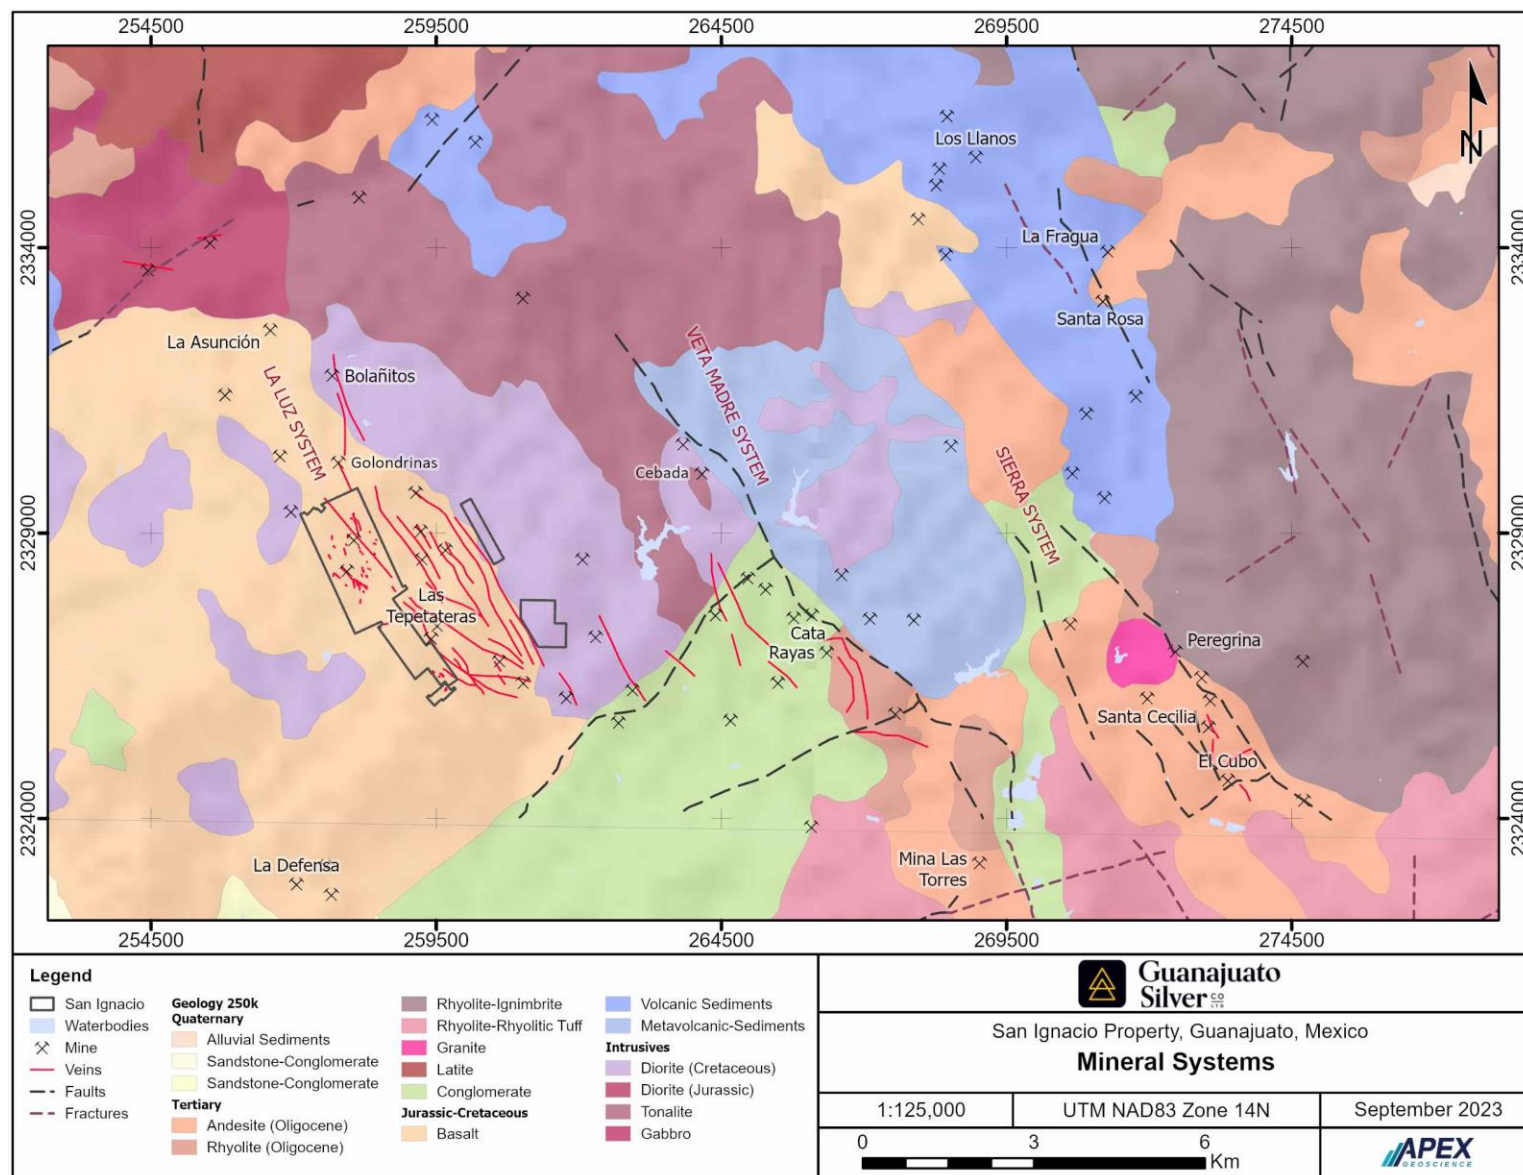 254500
259500
264500
269500
274500
2334000
2334000
2329000
2329000
2324000
2324000
N
Los Llanos
La Fragua
Santa Rosa
La Asunción
Bolañitos
LA LUZ SYSTEM
Golondrinas
VETA MADRE SYSTEM
Cebada
SIERRA SYSTEM
Las
Tepetateras
Cata
Rayas
Peregrina
Santa Cecilia
El Cubo
La Defensa
Mina Las
Torres
254500
259500
264500
269500
274500
Legend
San Ignacio
Waterbodies
Mine
Veins
Faults
Fractures
Geology 250k
Quaternary
Alluvial Sediments
Sandstone-Conglomerate
Sandstone-Conglomerate
Tertiary
Andesite (Oligocene)
Rhyolite (Oligocene)
Rhyolite-Ignimbrite
Rhyolite-Rhyolitic Tuff
Granite
Latite
Conglomerate
Jurassic-Cretaceous
Basalt
Volcanic Sediments
Metavolcanic-Sediments
Intrusives
Diorite (Cretaceous)
Diorite (Jurassic)
Tonalite
Gabbro
Guanajuato
Silver CO LTD
San Ignacio Property, Guanajuato, Mexico
Mineral Systems
1:125,000
UTM NAD83 Zone 14N
September 2023
0 3 6
Km
APEX
GEOSCIENCE